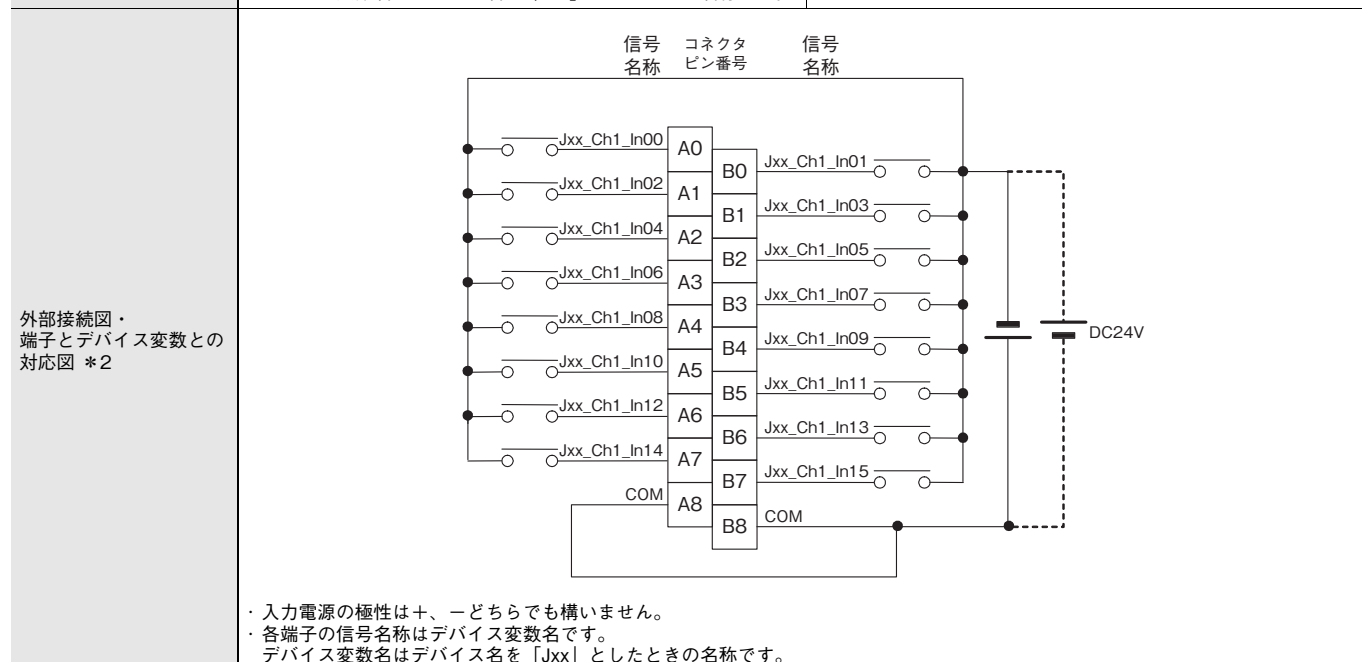 信号
名称
コネクタ
ピン番号
信号
名称
Jxx_Ch1_In00 A0
B0 Jxx_Ch1_In01
Jxx_Ch1_In02 A1
B1 Jxx_Ch1_In03
Jxx_Ch1_In04 A2
B2 Jxx_Ch1_In05
Jxx_Ch1_In06 A3
B3 Jxx_Ch1_In07
Jxx_Ch1_In08 A4
B4 Jxx_Ch1_In09
Jxx_Ch1_In10 A5
B5 Jxx_Ch1_In11
Jxx_Ch1_In12 A6
B6 Jxx_Ch1_In13
Jxx_Ch1_In14 A7
B7 Jxx_Ch1_In15
COM A8
B8 COM
DC24V
外部接続図・
端子とデバイス変数との
対応図 *2
・入力電源の極性は＋、－どちらでも構いません。
・各端子の信号名称はデバイス変数名です。
デバイス変数名はデバイス名を「Jxx」としたときの名称です。